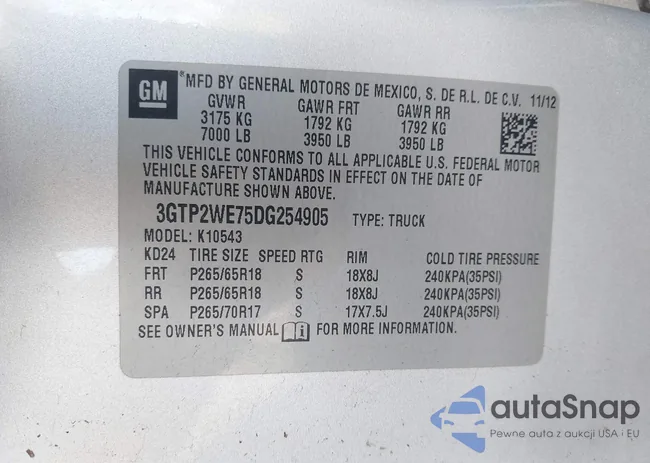 GM
*MFD BY GENERAL MOTORS DE MEXICO, S. DE R.L. DE C.V. 11/12
GVWR GAWR FRT GAWR RR
3175 KG 1792 KG 1792 KG
7000 LB 3950 LB 3950 LB
THIS VEHICLE CONFORMS TO ALL APPLICABLE U.S. FEDERAL MOTOR
VEHICLE SAFETY STANDARDS IN EFFECT ON THE DATE OF
MANUFACTURE SHOWN ABOVE.
3GTP2WE75DG254905 TYPE: TRUCK
MODEL: K10543
KD24 TIRE SIZE SPEED RTG RIM COLD TIRE PRESSURE
FRT P265/65R18 S 18X8J 240KPA(35PSI)
RR P265/65R18 S 18X8J 240KPA(35PSI)
SPA P265/70R17 S 17X7.5J 240KPA(35PSI)
SEE OWNER'S MANUAL FOR MORE INFORMATION.
autaSnap
Pewne auta z aukcji USA i EU